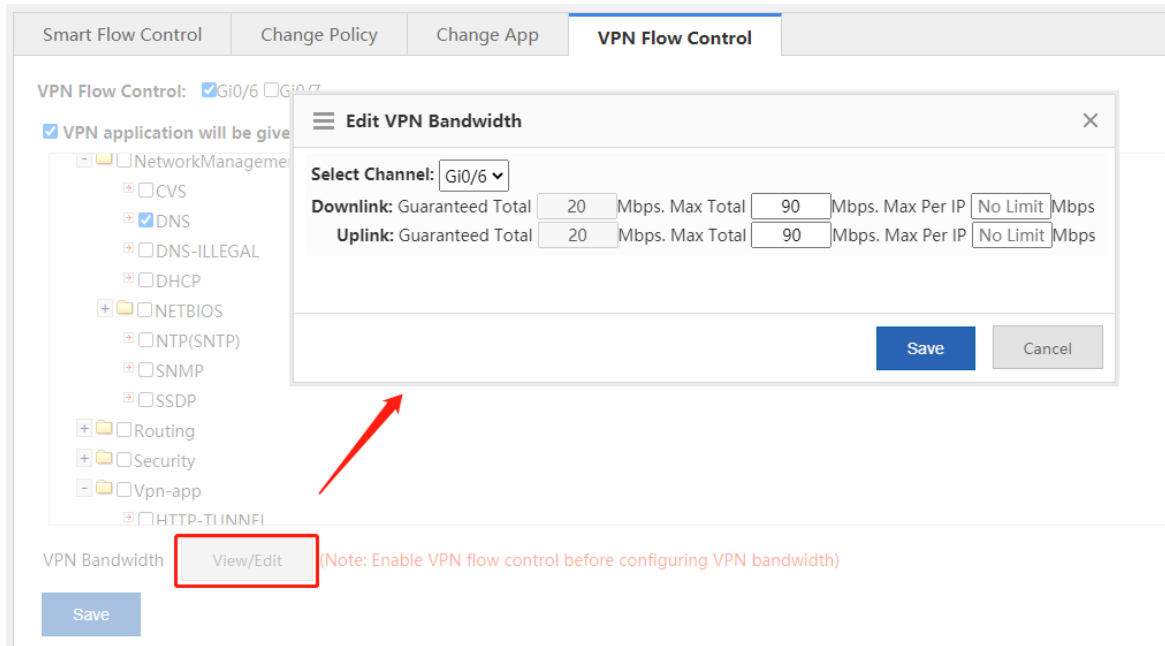 Smart Flow Control Change Policy Change App VPN Flow Control
VPN Flow Control: Gi0/6 Gi0/7
Edit VPN Bandwidth
VPN application will be give
Select Channel: Gi0/6
Downlink: Guaranteed Total 20 Mbps. Max Total 90 Mbps. Max Per IP No Limit Mbps
Uplink: Guaranteed Total 20 Mbps. Max Total 90 Mbps. Max Per IP No Limit Mbps
Save Cancel
NetworkManageme
CVS
DNS
DNS-ILLEGAL
DHCP
NETBIOS
NTP(SNTP)
SNMP
SSDP
Routing
Security
Vpn-app
HTTP-TUNNEL
VPN Bandwidth View/Edit (Note: Enable VPN flow control before configuring VPN bandwidth)
Save